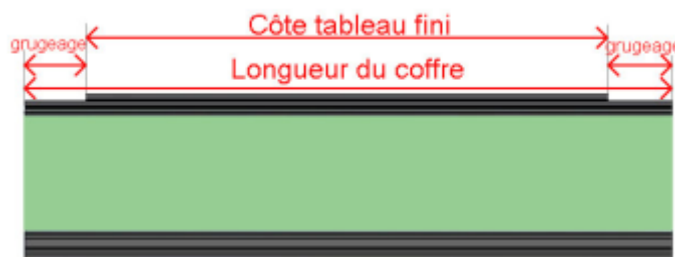 Côte tableau fini
grugeage
grugeage
Longueur du coffre